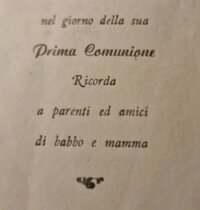 nel giorno della sua
Prima Comunione
Ricorda
a parenti ed amici
di babbo e mamma